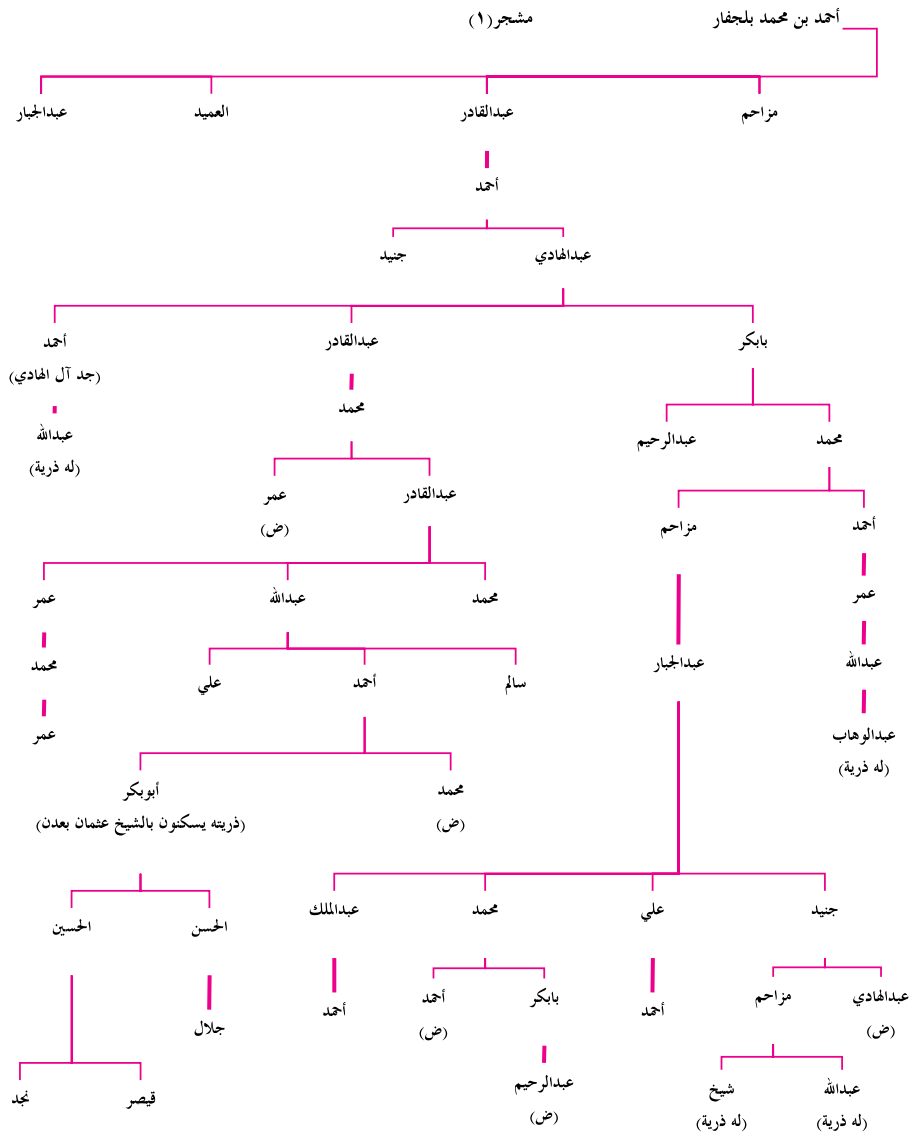 أحمد بن محمد بلجفار مشجر (١)
مزاحم عبدالقادر العميد عبدالجبار
أحمد
عبدالهادي جنيد
بابكر عبدالقادر أحمد
(جد آل الهادي)
محمد
محمد عبدالرحيم عبدالله
(له ذرية)
عبدالقادر عمر
(ض)
أحمد مزاحم
عمر محمد عبدالله عمر
عبدالله عبدالجبار محمد
سالم أحمد علي
عبدالوهاب عمر
(له ذرية)
محمد أبوبكر
(ض) (ذريته يسكنون بالشيخ عثمان بعدن)
جنيد علي محمد عبدالملك
الحسن الحسين
عبدالهادي مزاحم أحمد بابكر أحمد أحمد
(ض) (ض)
جلال
عبدالله شيخ عبدالرحيم قيصر نجد
(له ذرية) (له ذرية) (ض)